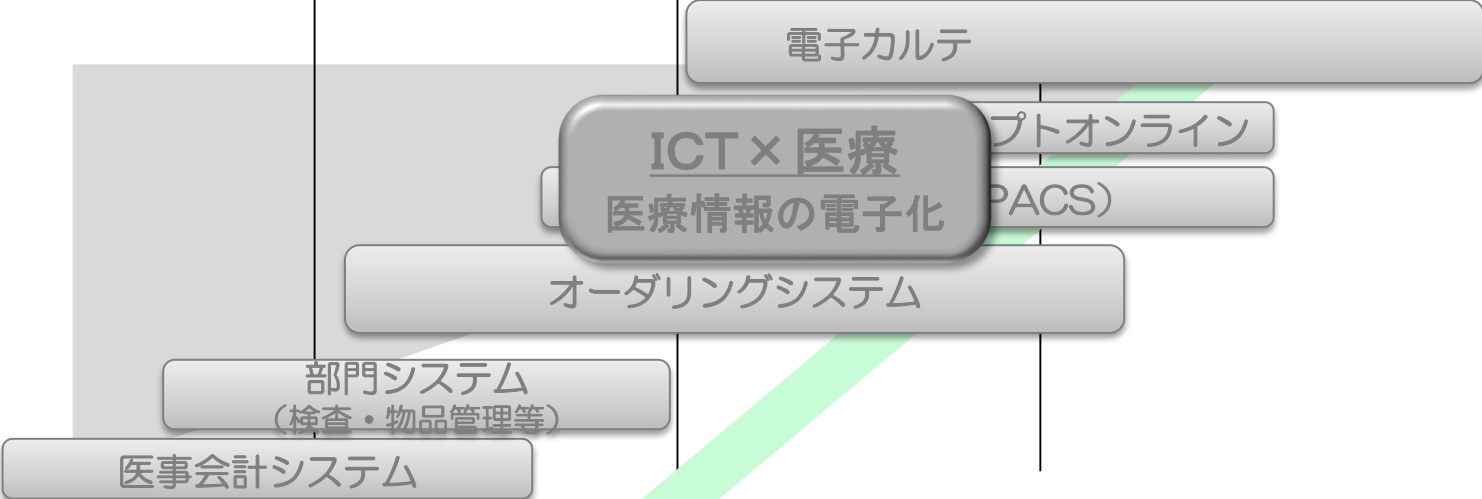 電子カルテ
プトオンライン
ICT×医療
医療情報の電子化
PACS）
オーダリングシステム
部門システム
（検査・物品管理等）
医事会計システム